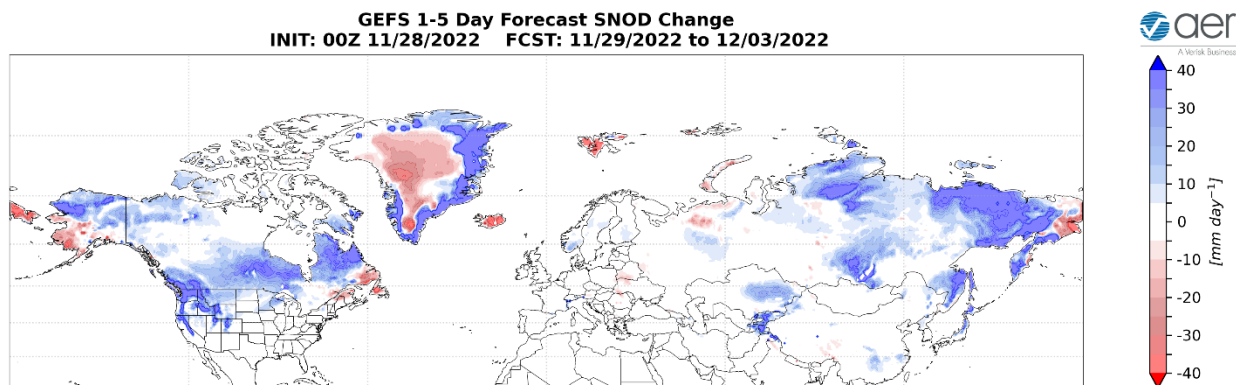 GEFS 1-5 Day Forecast SNOD Change
INIT: 00Z 11/28/2022 FCST: 11/29/2022 to 12/03/2022
aer
A Verisk Business
40
30
20
10
0
-10
-20
-30
-40
[mm day⁻¹]